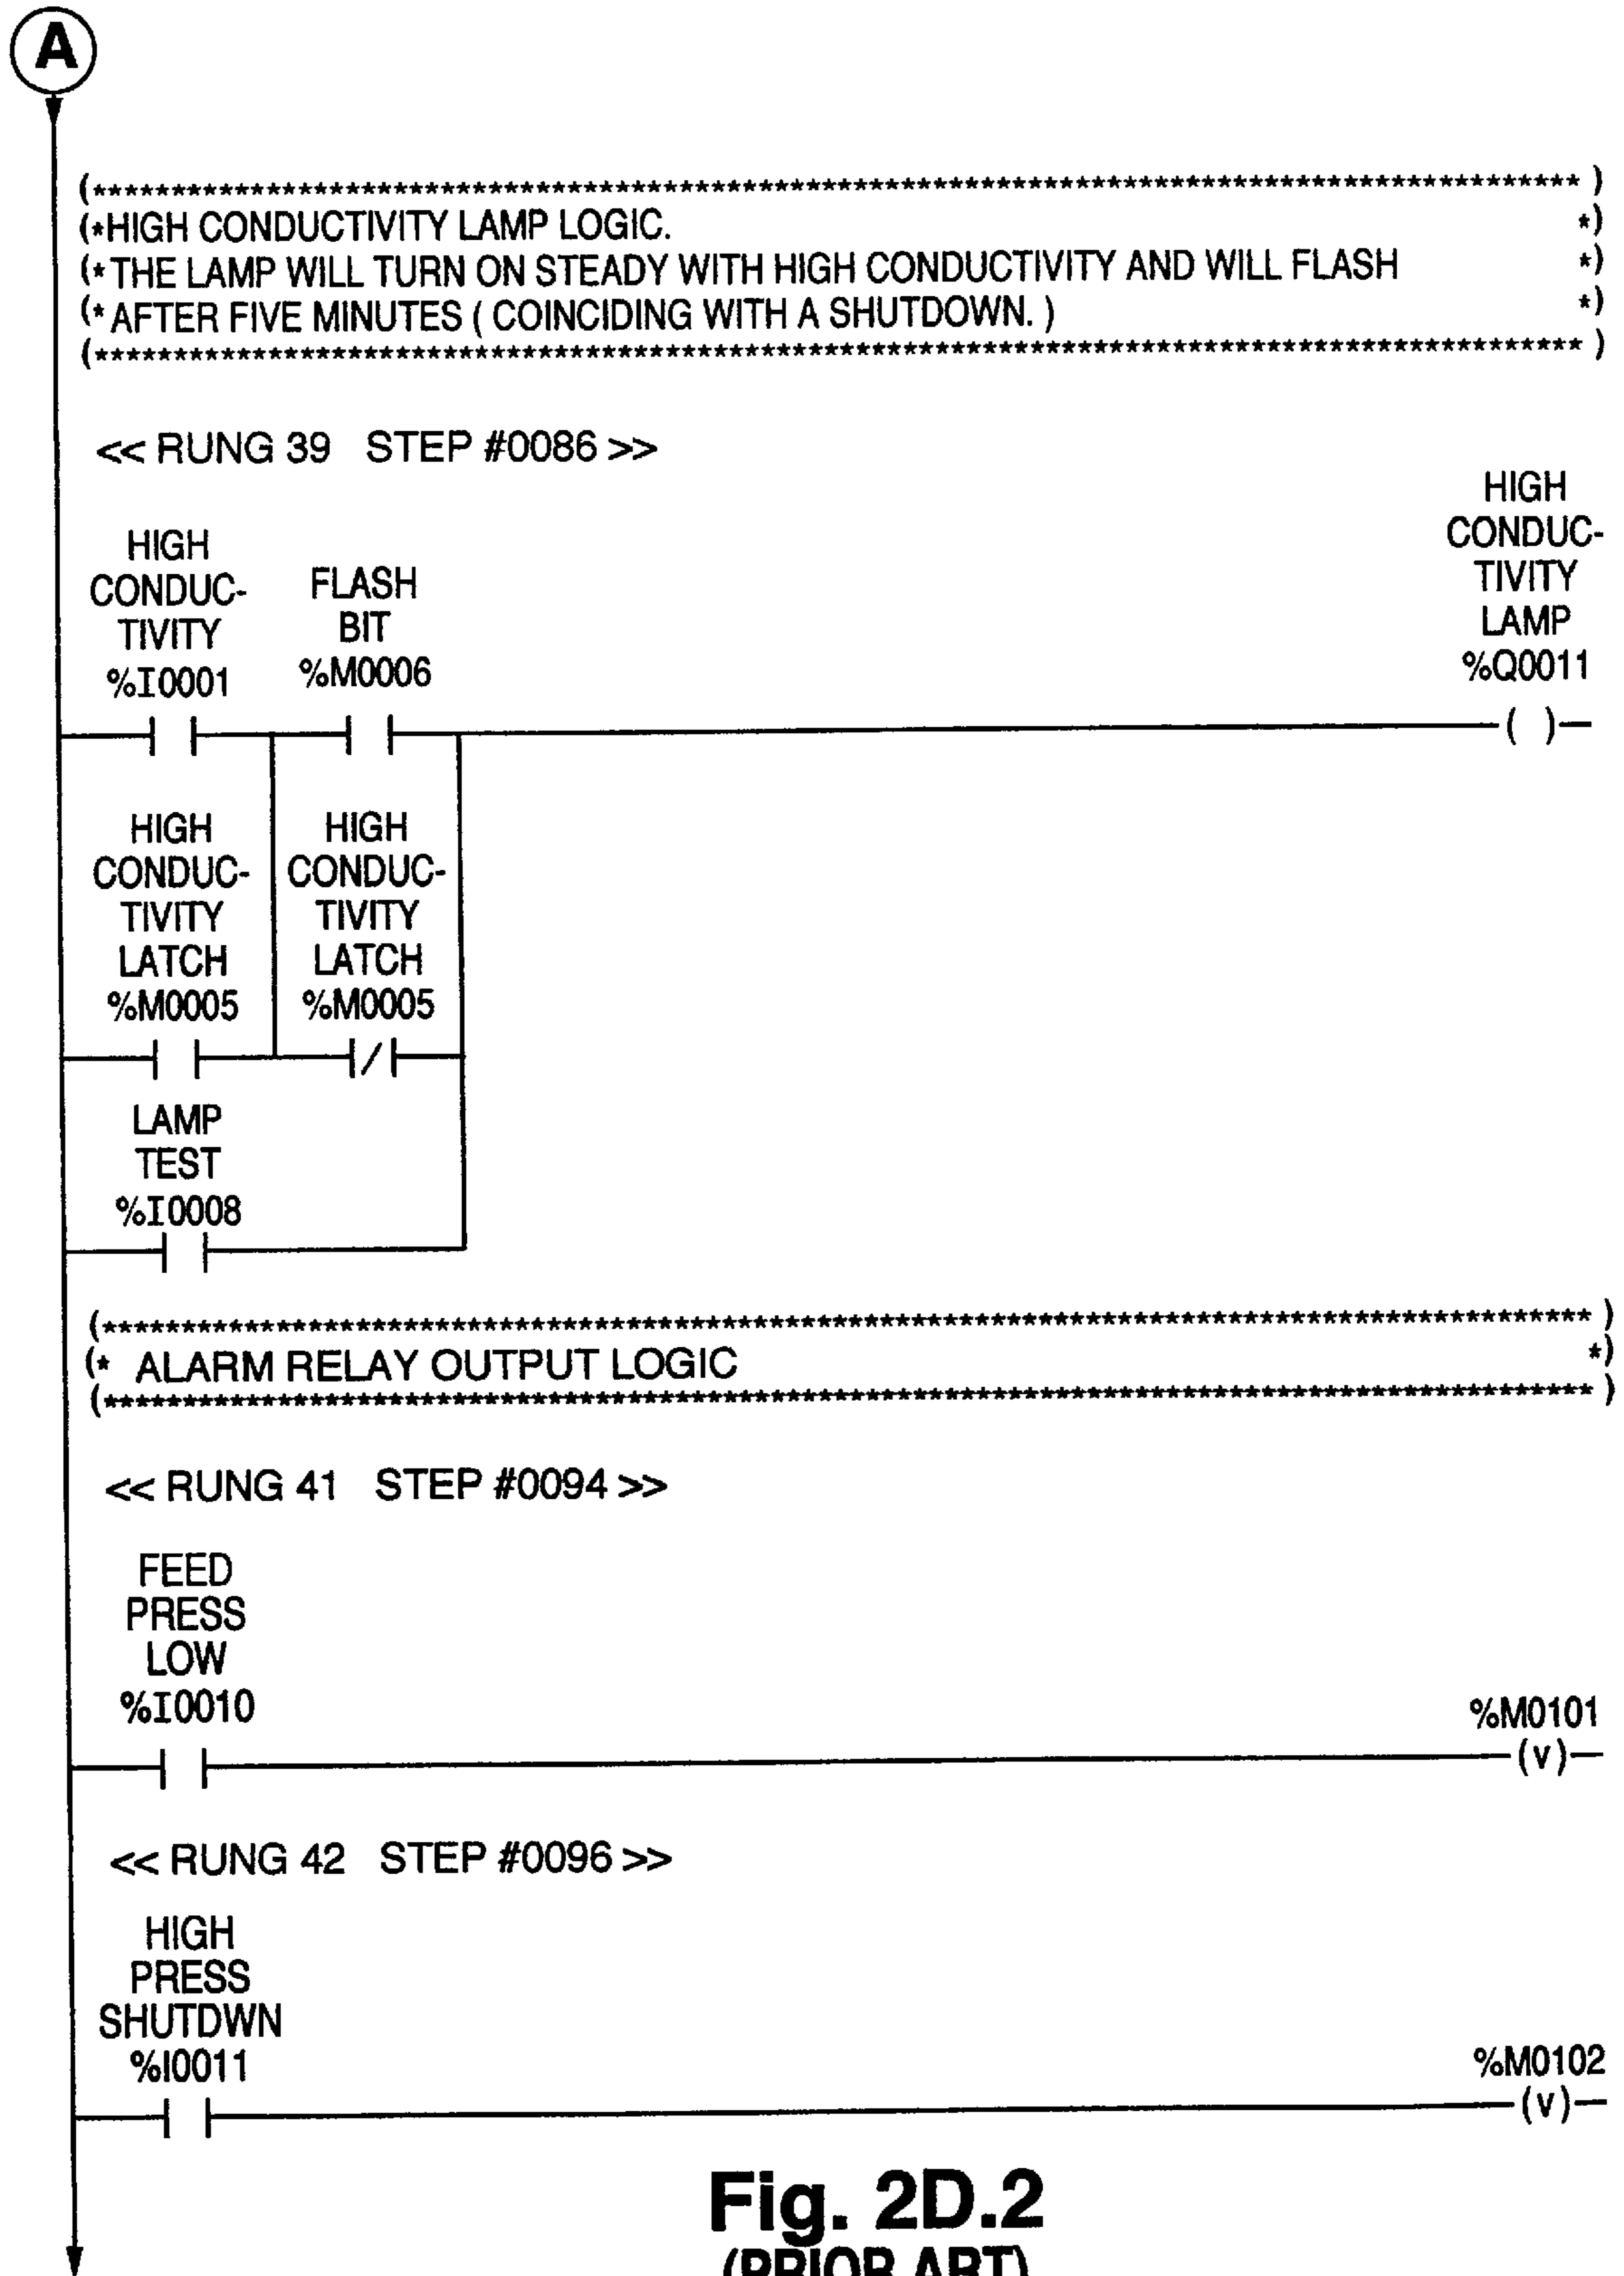 A
(*********************************************************************************************)
(*HIGH CONDUCTIVITY LAMP LOGIC. *)
(*THE LAMP WILL TURN ON STEADY WITH HIGH CONDUCTIVITY AND WILL FLASH *)
(*AFTER FIVE MINUTES ( COINCIDING WITH A SHUTDOWN. ) *)
(*********************************************************************************************)
<< RUNG 39 STEP #0086 >>
HIGH
CONDUC-
TIVITY
%I0001
FLASH
BIT
%M0006
HIGH
CONDUC-
TIVITY
LAMP
%Q0011
( )
HIGH
CONDUC-
TIVITY
LATCH
%M0005
HIGH
CONDUC-
TIVITY
LATCH
%M0005
LAMP
TEST
%I0008
(*********************************************************************************************)
(* ALARM RELAY OUTPUT LOGIC *)
(*********************************************************************************************)
<< RUNG 41 STEP #0094 >>
FEED
PRESS
LOW
%I0010
%M0101
(v)
<< RUNG 42 STEP #0096 >>
HIGH
PRESS
SHUTDWN
%I0011
%M0102
(v)
Fig. 2D.2
(PRIOR ART)